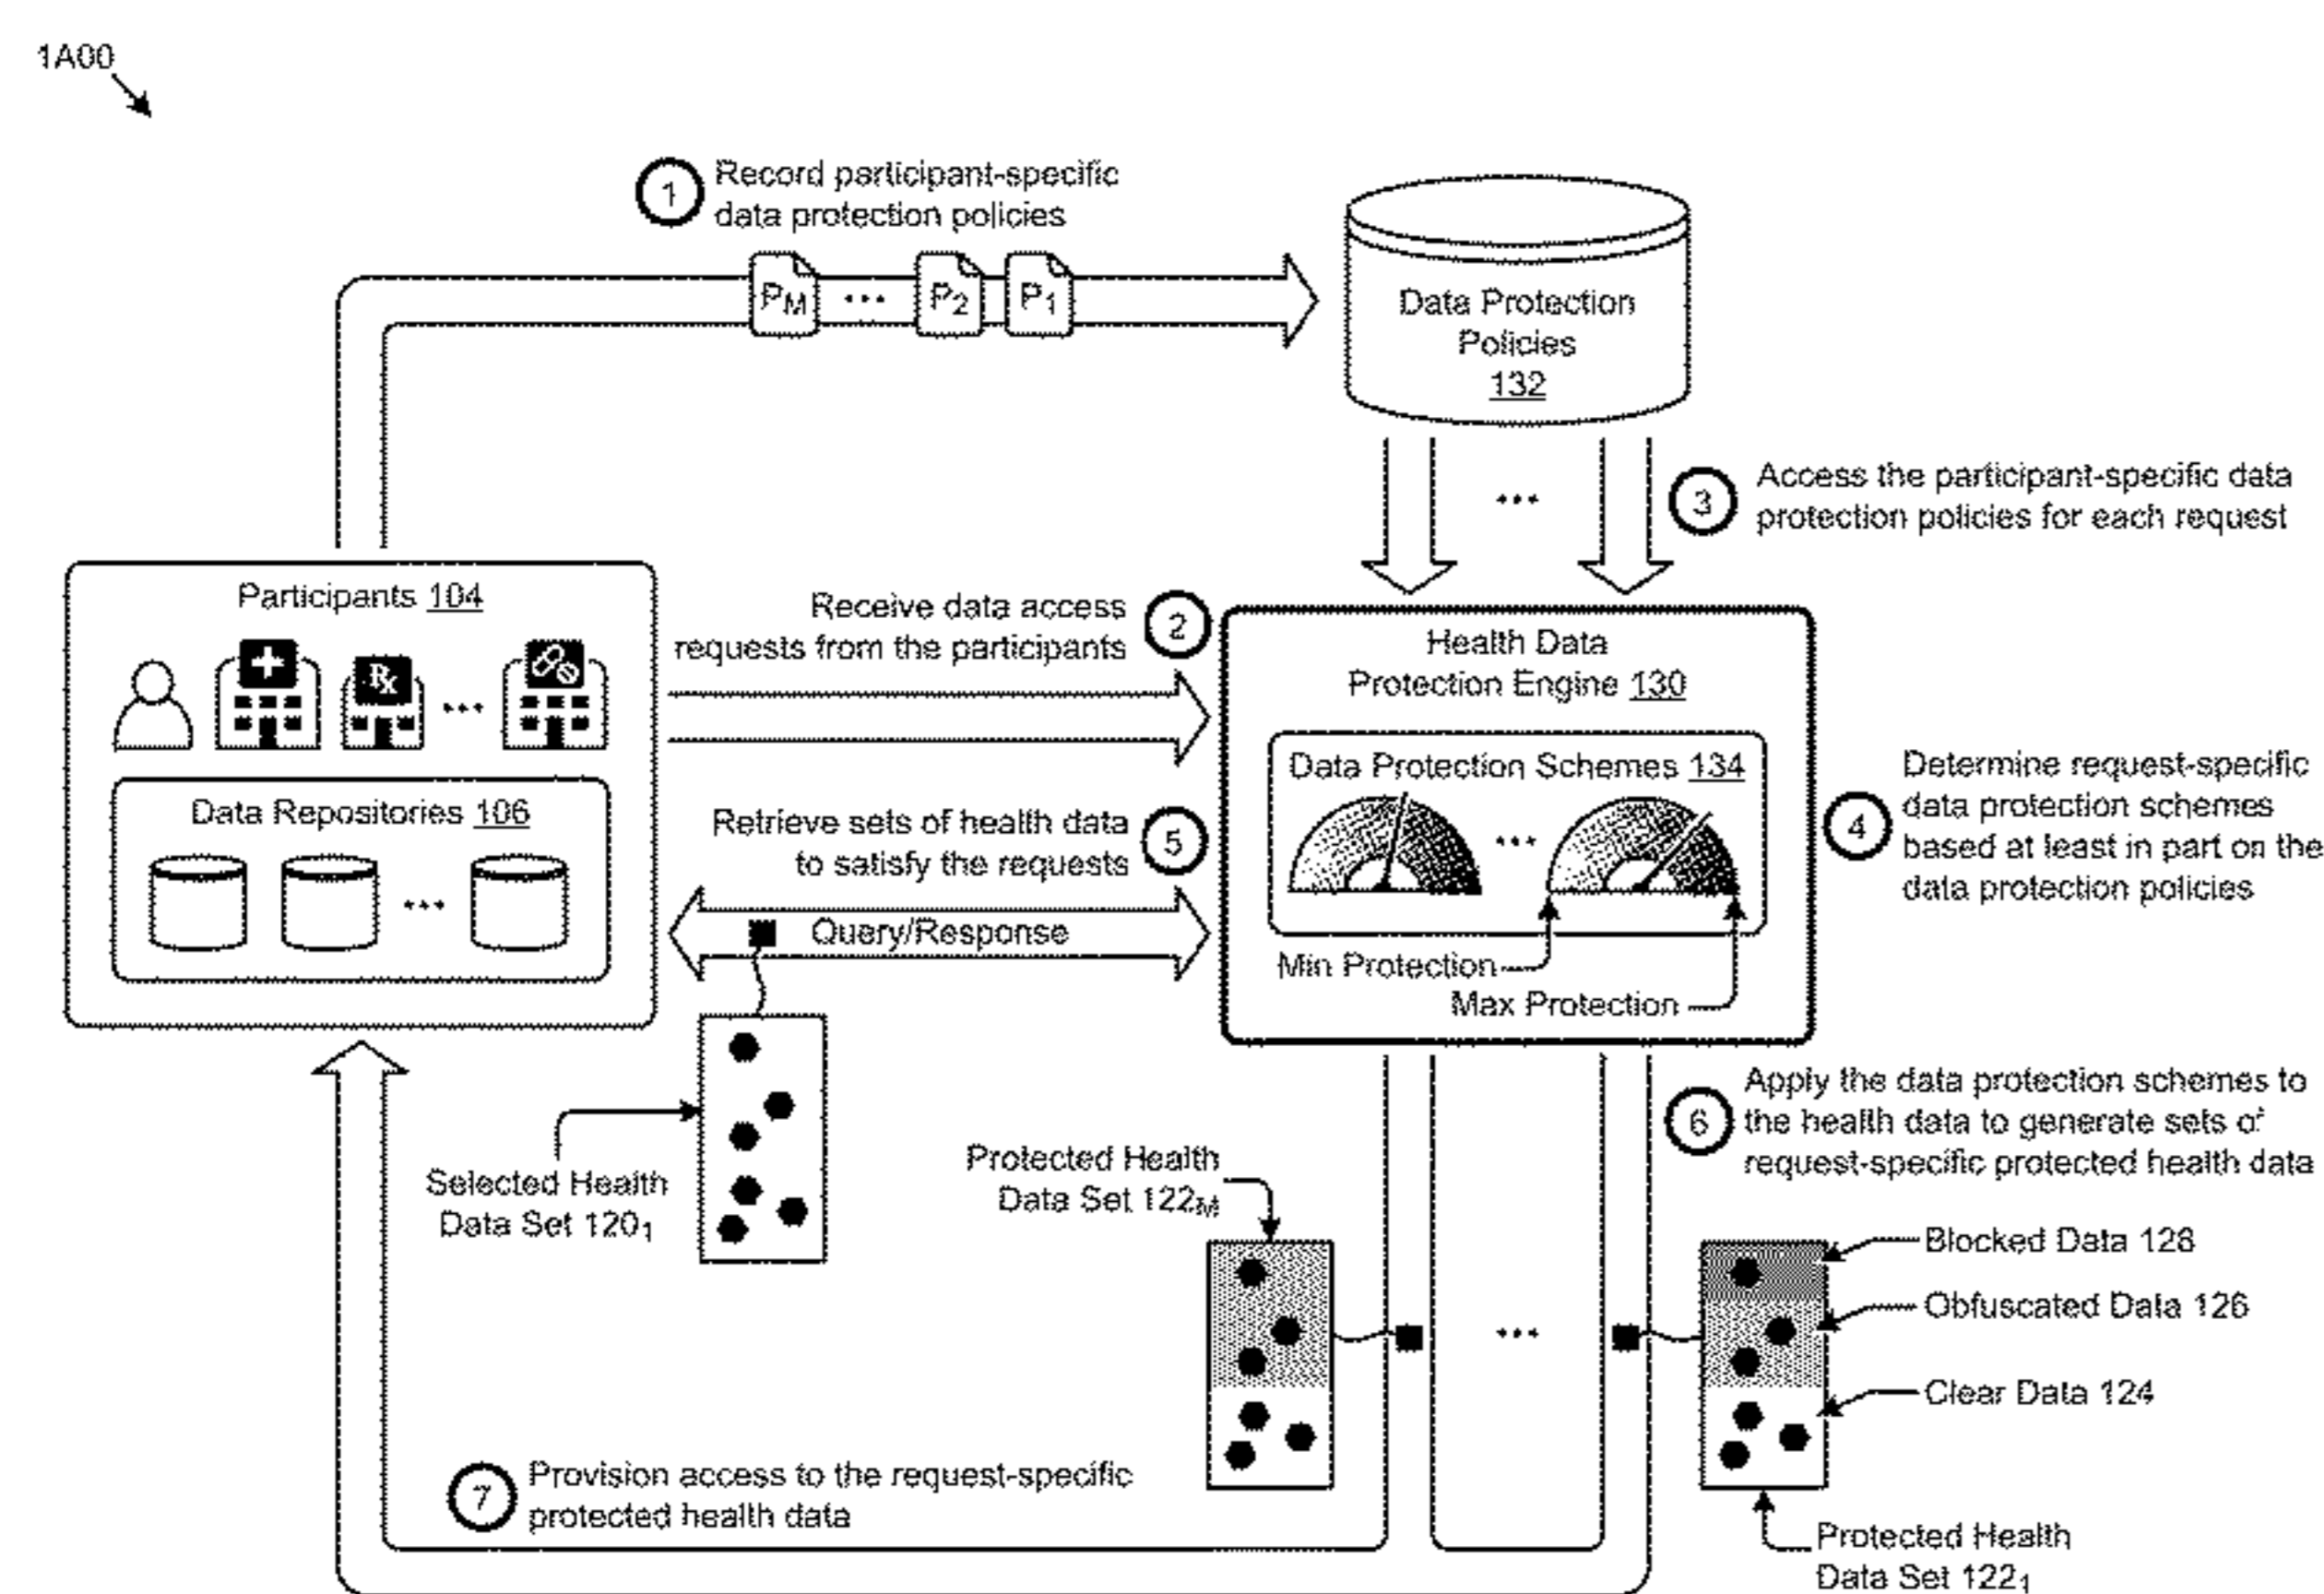 1A00
1
Record participant-specific
data protection policies
PM ... P2 P1
Data Protection
Policies
132
...
3
Access the participant-specific data
protection policies for each request
Participants 104
Rx
...
Receive data access
requests from the participants
2
Health Data
Protection Engine 130
Data Protection Schemes 134
...
Min Protection
Max Protection
4
Determine request-specific
data protection schemes
based at least in part on the
data protection policies
Data Repositories 106
...
Retrieve sets of health data
to satisfy the requests
5
Query/Response
Selected Health
Data Set 120₁
Protected Health
Data Set 122M
6
Apply the data protection schemes to
the health data to generate sets of
request-specific protected health data
Blocked Data 128
Obfuscated Data 126
Clear Data 124
...
7
Provision access to the request-specific
protected health data
Protected Health
Data Set 122₁